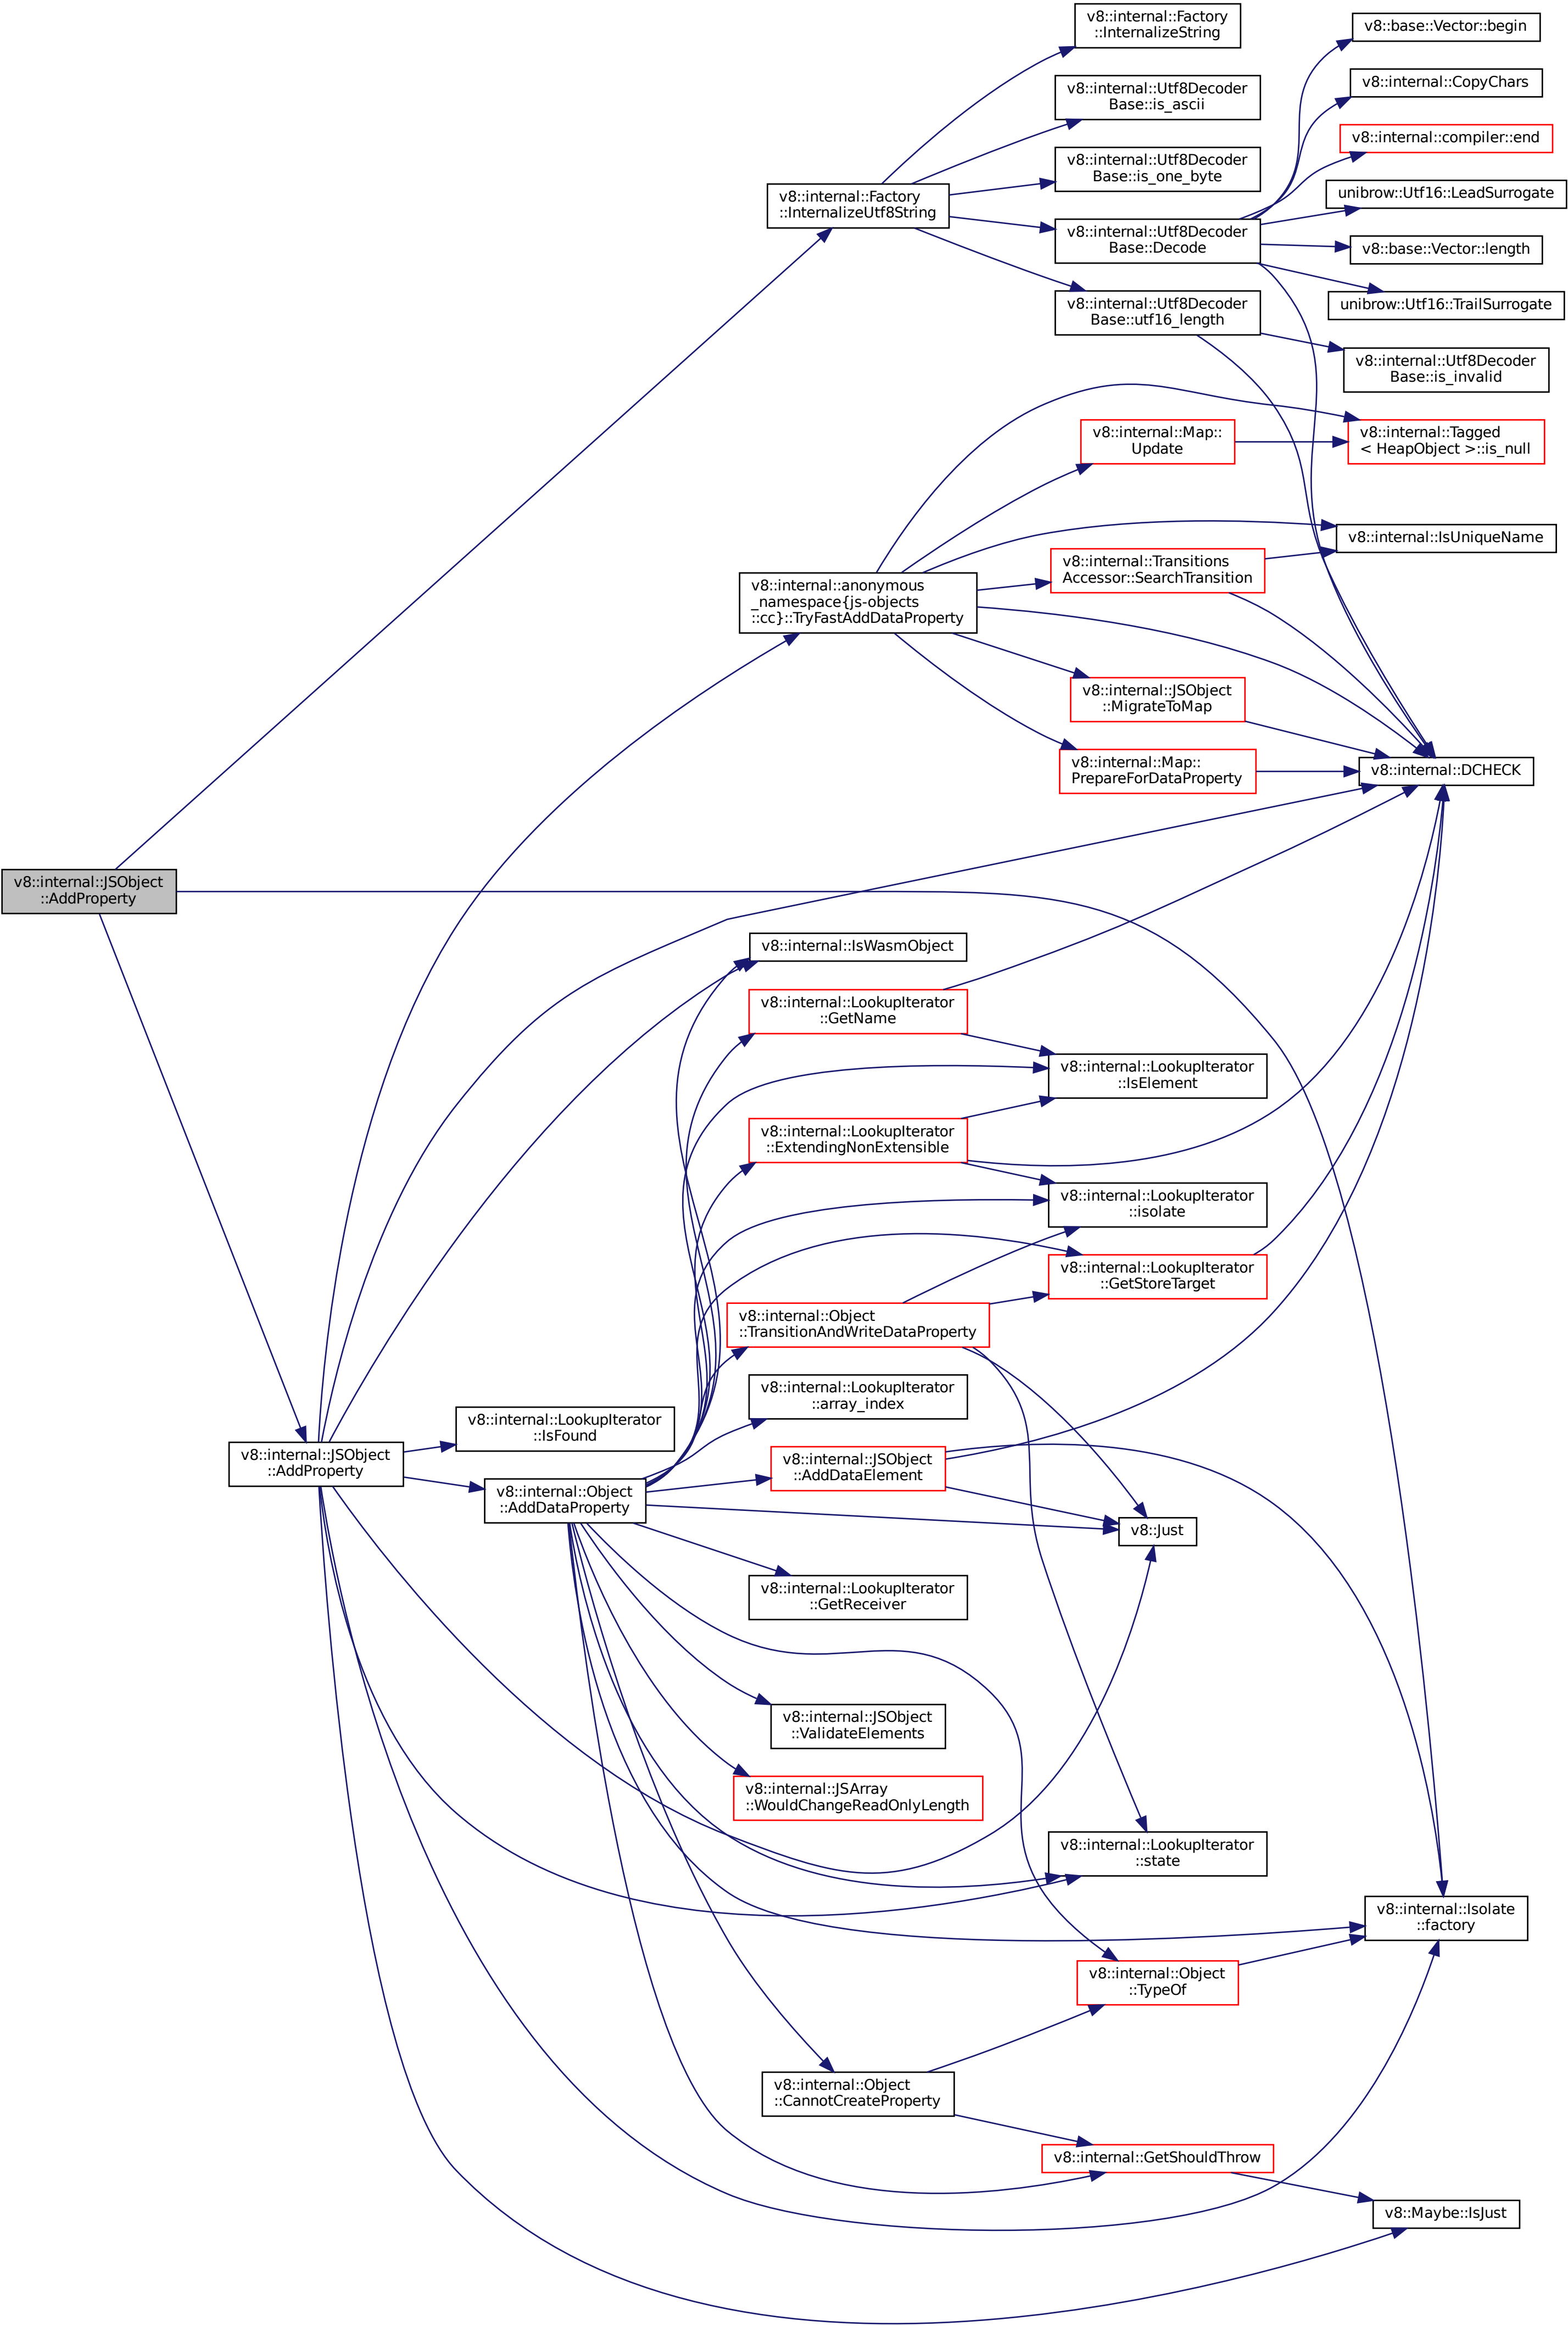 v8::internal::Factory
::InternalizeString
v8::base::Vector::begin
v8::internal::CopyChars
v8::internal::Utf8Decoder
Base::is_ascii
v8::internal::compiler::end
v8::internal::Utf8Decoder
Base::is_one_byte
unibrow::Utf16::LeadSurrogate
v8::internal::Factory
::InternalizeUtf8String
v8::internal::Utf8Decoder
Base::Decode
v8::base::Vector::length
v8::internal::Utf8Decoder
Base::utf16_length
unibrow::Utf16::TrailSurrogate
v8::internal::Utf8Decoder
Base::is_invalid
v8::internal::Map::
Update
v8::internal::Tagged
< HeapObject >::is_null
v8::internal::IsUniqueName
v8::internal::Transitions
Accessor::SearchTransition
v8::internal::anonymous
_namespace{js-objects
::cc}::TryFastAddDataProperty
v8::internal::JSObject
::MigrateToMap
v8::internal::Map::
PrepareForDataProperty
v8::internal::DCHECK
v8::internal::JSObject
::AddProperty
v8::internal::IsWasmObject
v8::internal::LookupIterator
::GetName
v8::internal::LookupIterator
::IsElement
v8::internal::LookupIterator
::ExtendingNonExtensible
v8::internal::LookupIterator
::isolate
v8::internal::LookupIterator
::GetStoreTarget
v8::internal::Object
::TransitionAndWriteDataProperty
v8::internal::LookupIterator
::array_index
v8::internal::LookupIterator
::IsFound
v8::internal::JSObject
::AddProperty
v8::internal::JSObject
::AddDataElement
v8::internal::Object
::AddDataProperty
v8::Just
v8::internal::LookupIterator
::GetReceiver
v8::internal::JSObject
::ValidateElements
v8::internal::JSArray
::WouldChangeReadOnlyLength
v8::internal::LookupIterator
::state
v8::internal::Isolate
::factory
v8::internal::Object
::TypeOf
v8::internal::Object
::CannotCreateProperty
v8::internal::GetShouldThrow
v8::Maybe::IsJust